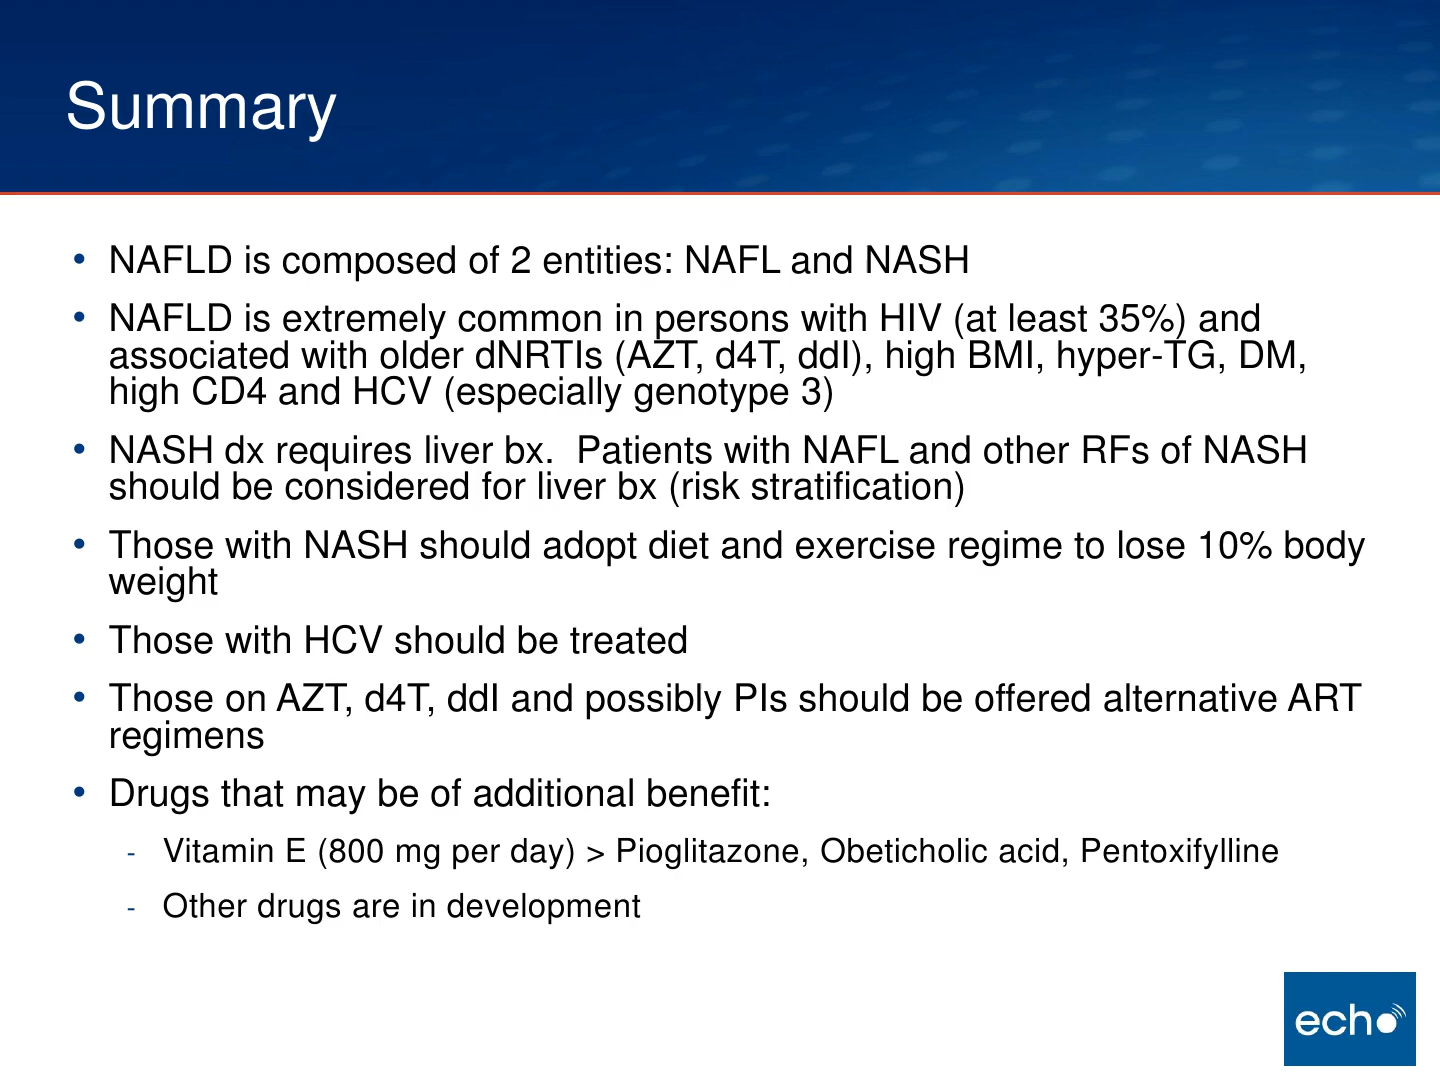 Summary
• NAFLD is composed of 2 entities: NAFL and NASH
• NAFLD is extremely common in persons with HIV (at least 35%) and
associated with older dNRTIs (AZT, d4T, ddI), high BMI, hyper-TG, DM,
high CD4 and HCV (especially genotype 3)
• NASH dx requires liver bx.  Patients with NAFL and other RFs of NASH
should be considered for liver bx (risk stratification)
• Those with NASH should adopt diet and exercise regime to lose 10% body
weight
• Those with HCV should be treated
• Those on AZT, d4T, ddI and possibly PIs should be offered alternative ART
regimens
• Drugs that may be of additional benefit:
- Vitamin E (800 mg per day) > Pioglitazone, Obeticholic acid, Pentoxifylline
- Other drugs are in development
echo